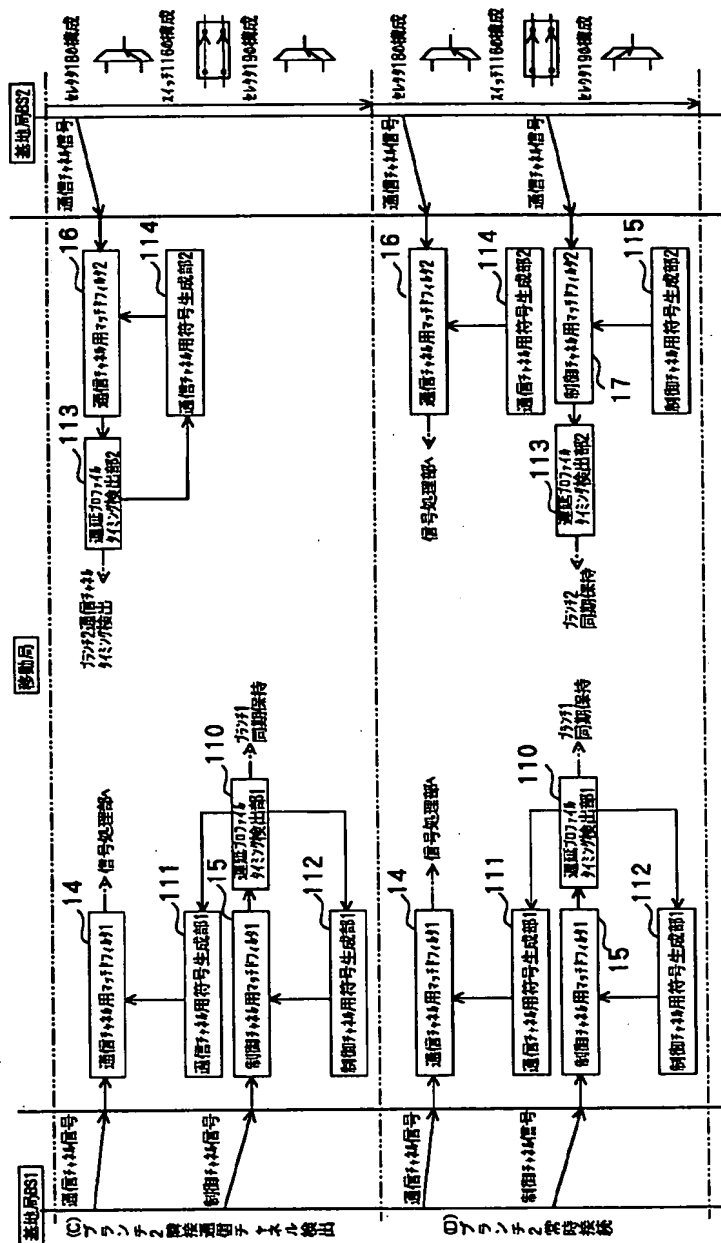 基地局BS1
移動局
基地局BS2
(C)ブランチ2隣接通信チャネル検出
通信チャネル信号
制御チャネル信号
14
通信チャネル用マッチドフィルタ1
信号処理部へ
111
通信チャネル用符号生成部1
15
制御チャネル用マッチドフィルタ1
110
遅延プロファイル
タイミング検出部1
ブランチ1
同期保持
112
制御チャネル用符号生成部1
ブランチ2通信チャネル
タイミング検出
113
遅延プロファイル
タイミング検出部2
16
通信チャネル用マッチドフィルタ2
114
通信チャネル用符号生成部2
通信チャネル信号
セレクタ18の構成
スイッチ116の構成
セレクタ19の構成
(D)ブランチ2常時接続
通信チャネル信号
制御チャネル信号
14
通信チャネル用マッチドフィルタ1
信号処理部へ
111
通信チャネル用符号生成部1
15
制御チャネル用マッチドフィルタ1
110
遅延プロファイル
タイミング検出部1
ブランチ1
同期保持
112
制御チャネル用符号生成部1
信号処理部へ
16
通信チャネル用マッチドフィルタ2
114
通信チャネル用符号生成部2
ブランチ2
同期保持
113
遅延プロファイル
タイミング検出部2
17
制御チャネル用マッチドフィルタ2
115
制御チャネル用符号生成部2
通信チャネル信号
通信チャネル信号
セレクタ18の構成
スイッチ116の構成
セレクタ19の構成